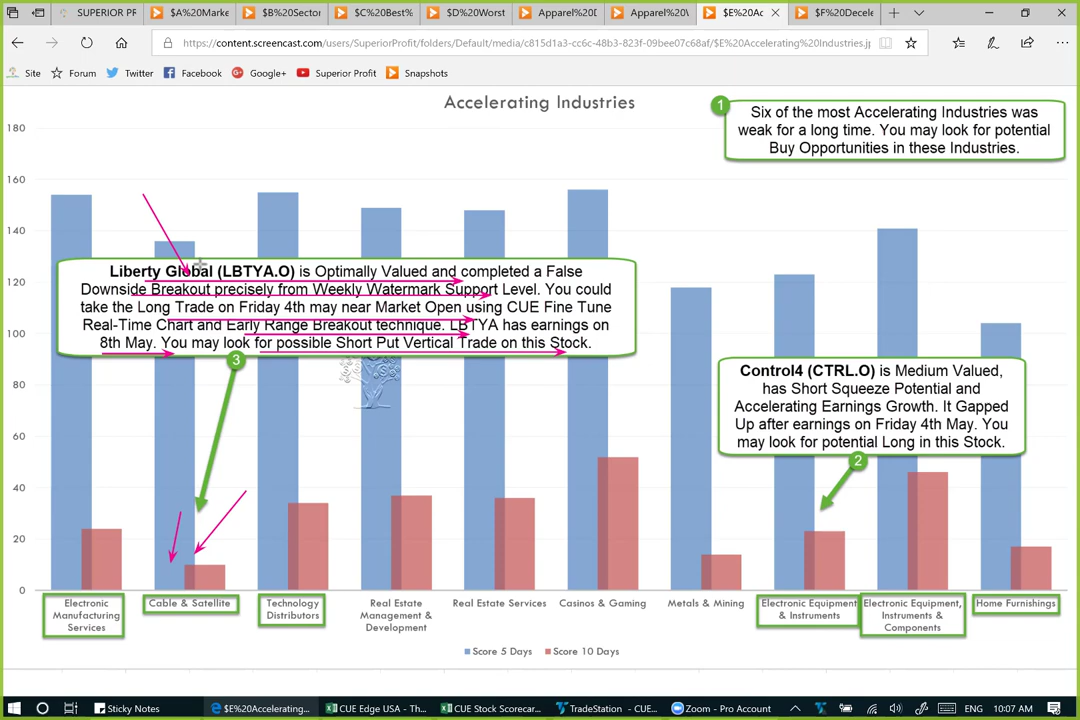 SUPERIOR PF
$A%20Marke
$B%20Sector
$C%20Best%
$D%20Worst
Apparel%20D
Apparel%20\
$E%20Ac
$F%20Decele
https://content.screencast.com/users/SuperiorProfit/folders/Default/media/c815d1a3-cc6c-48b3-823f-09bee07c68af/$E%20Accelerating%20Industries.jp
Site
Forum
Twitter
Facebook
Google+
Superior Profit
Snapshots
Accelerating Industries
1
Six of the most Accelerating Industries was
weak for a long time. You may look for potential
Buy Opportunities in these Industries.
180
160
140
120
100
80
60
40
20
0
Liberty Global (LBTYA.O) is Optimally Valued and completed a False
Downside Breakout precisely from Weekly Watermark Support Level. You could
take the Long Trade on Friday 4th may near Market Open using CUE Fine Tune
Real-Time Chart and Early Range Breakout technique. LBTYA has earnings on
8th May. You may look for possible Short Put Vertical Trade on this Stock.
3
Control4 (CTRL.O) is Medium Valued,
has Short Squeeze Potential and
Accelerating Earnings Growth. It Gapped
Up after earnings on Friday 4th May. You
may look for potential Long in this Stock.
2
Electronic
Manufacturing
Services
Cable & Satellite
Technology
Distributors
Real Estate
Management &
Development
Real Estate Services
Casinos & Gaming
Metals & Mining
Electronic Equipment
& Instruments
Electronic Equipment,
Instruments &
Components
Home Furnishings
Score 5 Days
Score 10 Days
Sticky Notes
$E%20Accelerating...
CUE Edge USA - Th...
CUE Stock Scorecar...
TradeStation - CUE...
Zoom - Pro Account
ENG
10:07 AM